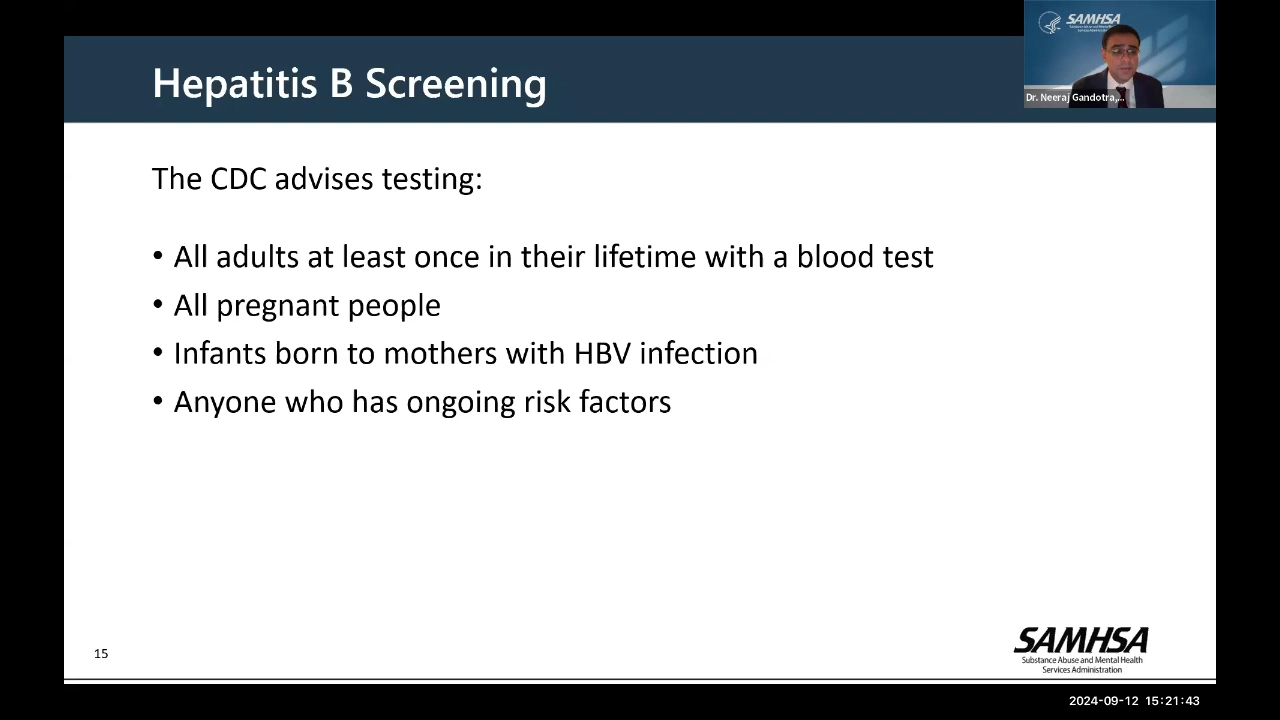 SAMHSA
Dr. Neeraj Gandotra,...
Hepatitis B Screening
The CDC advises testing:
• All adults at least once in their lifetime with a blood test
• All pregnant people
• Infants born to mothers with HBV infection
• Anyone who has ongoing risk factors
15
SAMHSA
Substance Abuse and Mental Health
Services Administration
2024-09-12 15:21:43